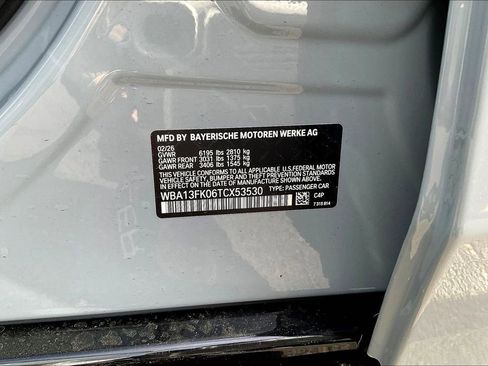 MFD BY BAYERISCHE MOTOREN WERKE AG
02/26
GVWR 6195 lbs 2810 kg
GAWR FRONT 3031 lbs 1375 kg
GAWR REAR 3406 lbs 1545 kg
THIS VEHICLE CONFORMS TO ALL APPLICABLE U.S. FEDERAL MOTOR
VEHICLE SAFETY, BUMPER AND THEFT PREVENTION STANDARDS
IN EFFECT ON THE DATE OF MANUFACTURE SHOWN ABOVE.
WBA13FK06TCX53530 TYPE: PASSENGER CAR
C4P
7315814